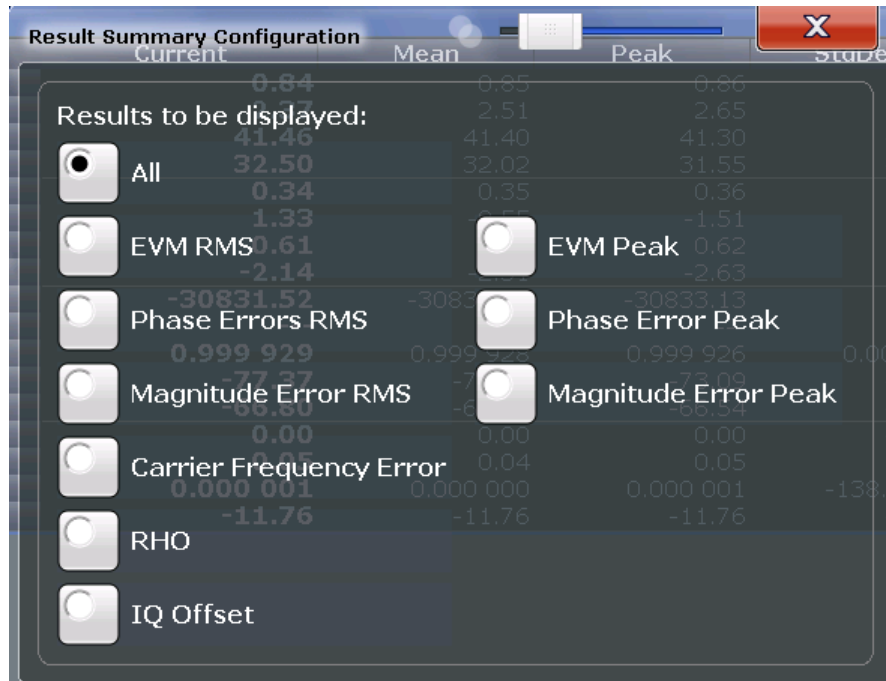 Result Summary Configuration
Current Mean Peak
0.84 0.85 0.86
Results to be displayed:
2.51 2.65
41.46 41.40 41.30
All
32.50 32.02 31.55
0.34 0.35 0.36
1.33 -1.51
EVM RMS
EVM Peak
0.61 0.62
-2.14 -2.63
-30831.52 -30833.13
Phase Errors RMS
Phase Error Peak
0.999 929 0.999 928 0.999 926
-77.37 -73.09
Magnitude Error RMS
Magnitude Error Peak
-66.80 -66.54
0.00 0.00 0.00
Carrier Frequency Error
0.05 0.04 0.05
0.000 001 0.000 000 0.000 001
-11.76 -11.76 -11.76
RHO
IQ Offset